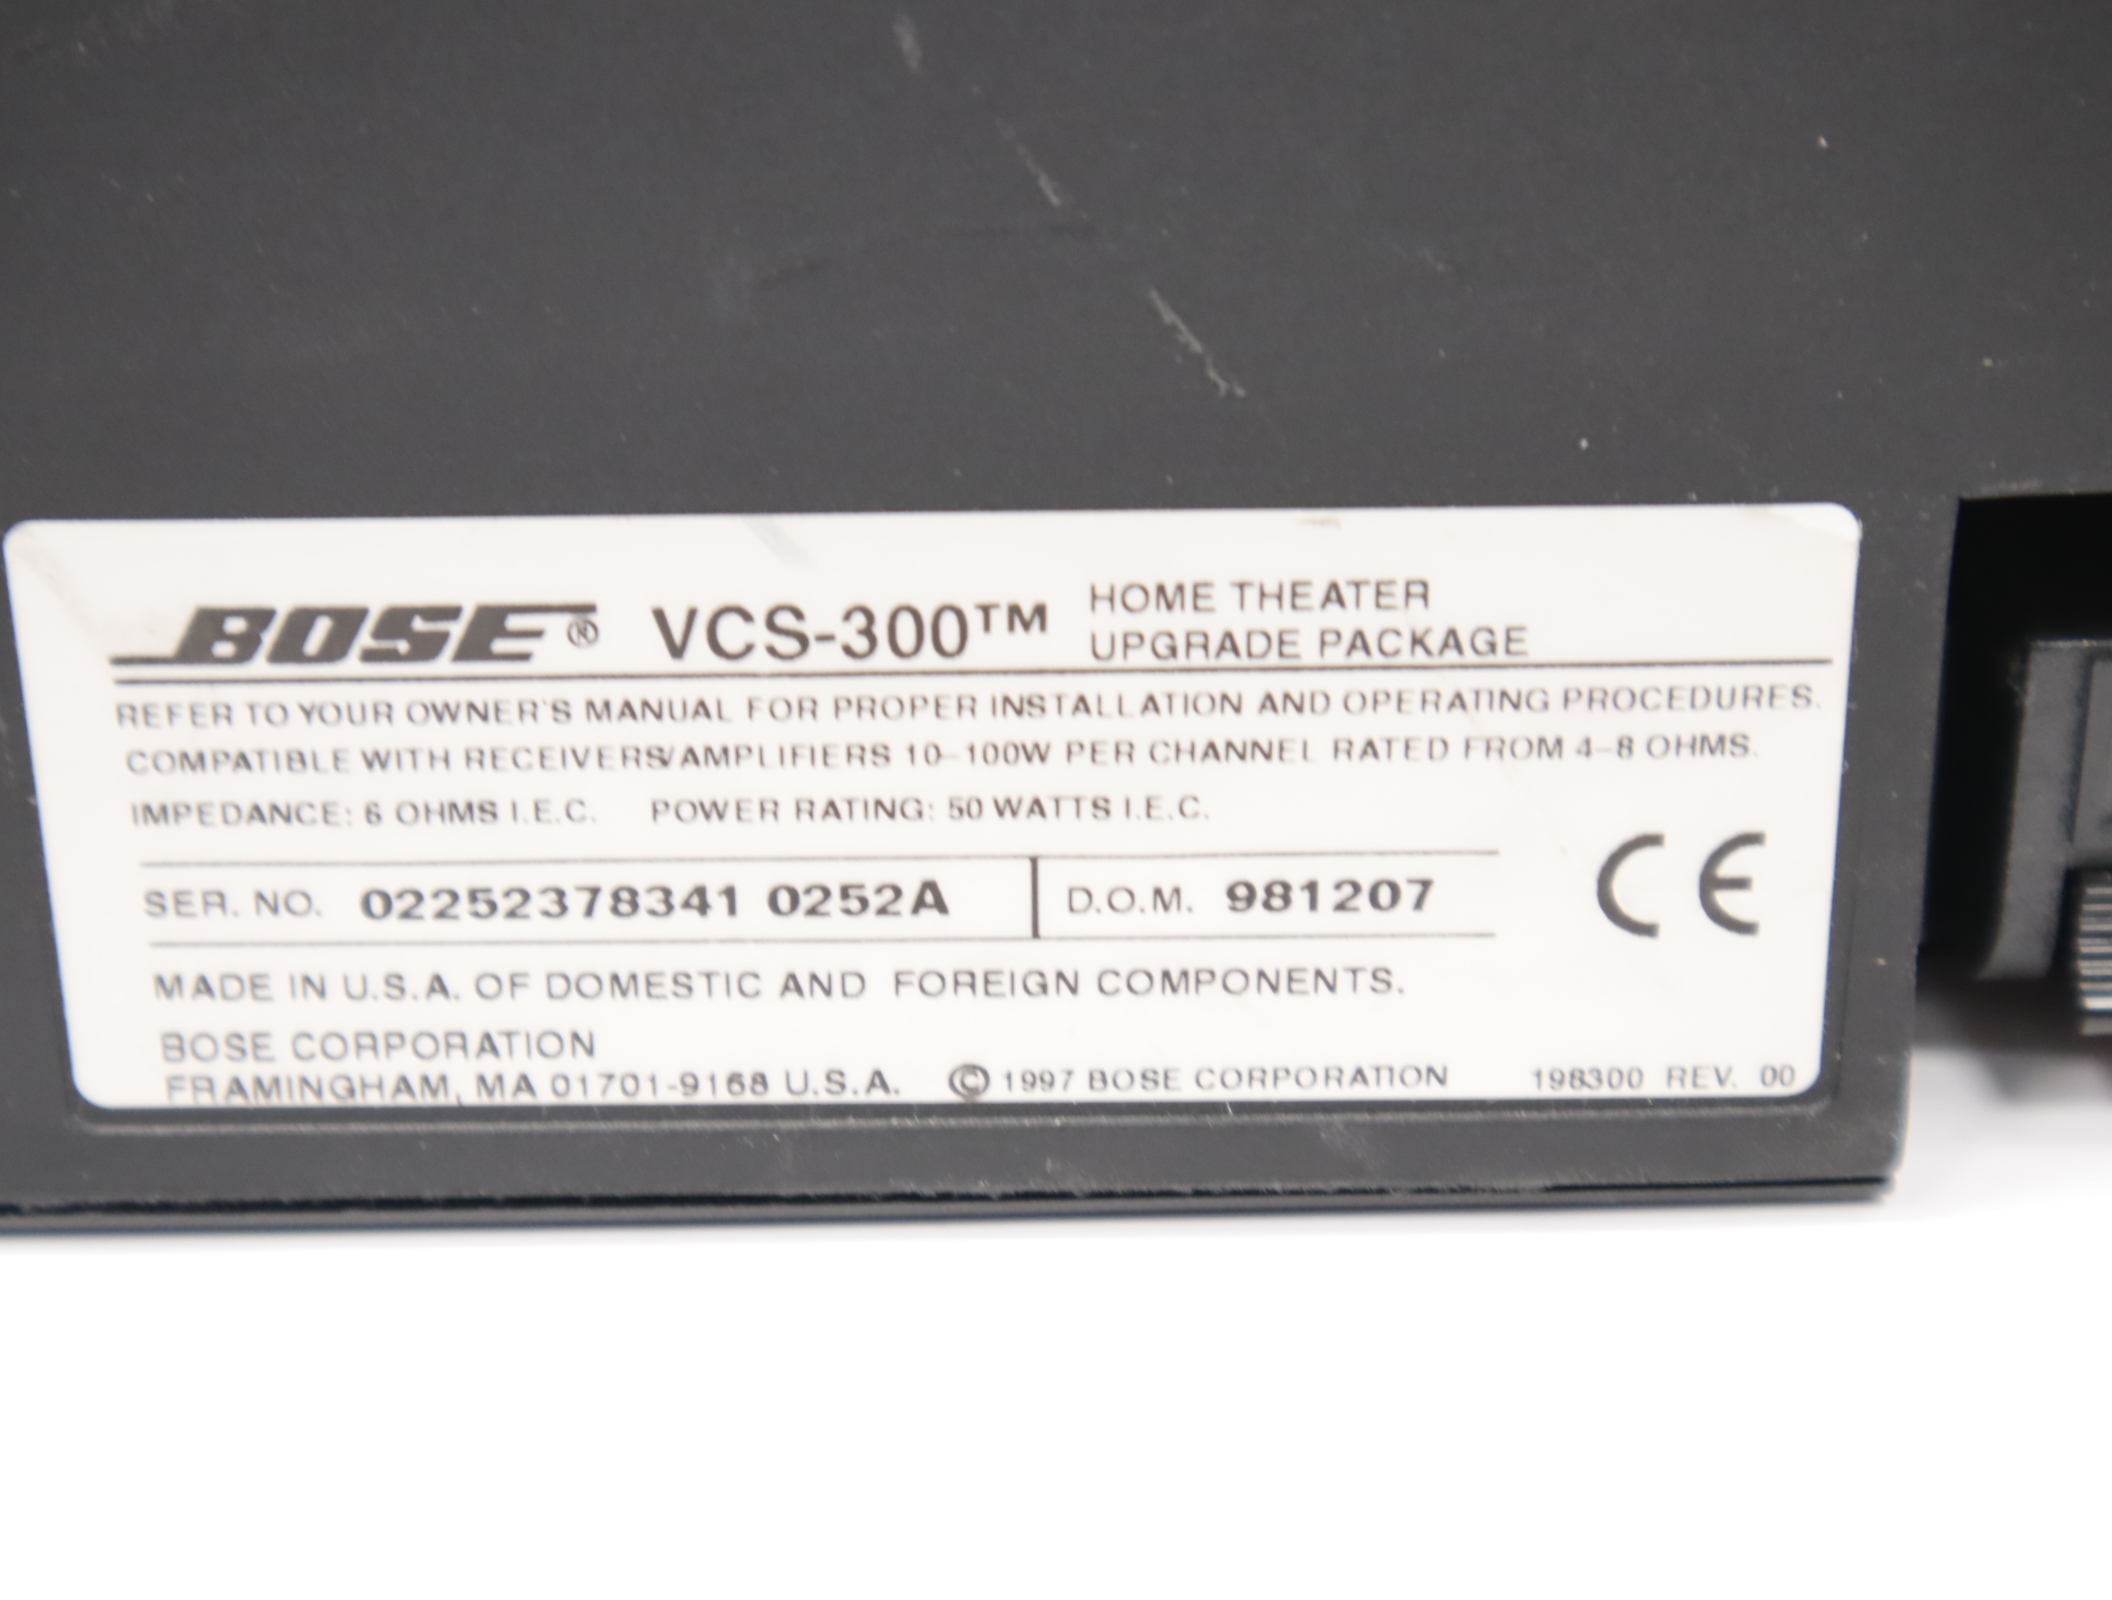 BOSE® VCS-300™ HOME THEATER
UPGRADE PACKAGE
REFER TO YOUR OWNER'S MANUAL FOR PROPER INSTALLATION AND OPERATING PROCEDURES.
COMPATIBLE WITH RECEIVERS/AMPLIFIERS 10-100W PER CHANNEL RATED FROM 4-8 OHMS.
IMPEDANCE: 6 OHMS I.E.C. POWER RATING: 50 WATTS I.E.C.
SER. NO. 02252378341 0252A D.O.M. 981207
CE
MADE IN U.S.A. OF DOMESTIC AND FOREIGN COMPONENTS.
BOSE CORPORATION
FRAMINGHAM, MA 01701-9168 U.S.A. © 1997 BOSE CORPORATION 198300 REV. 00